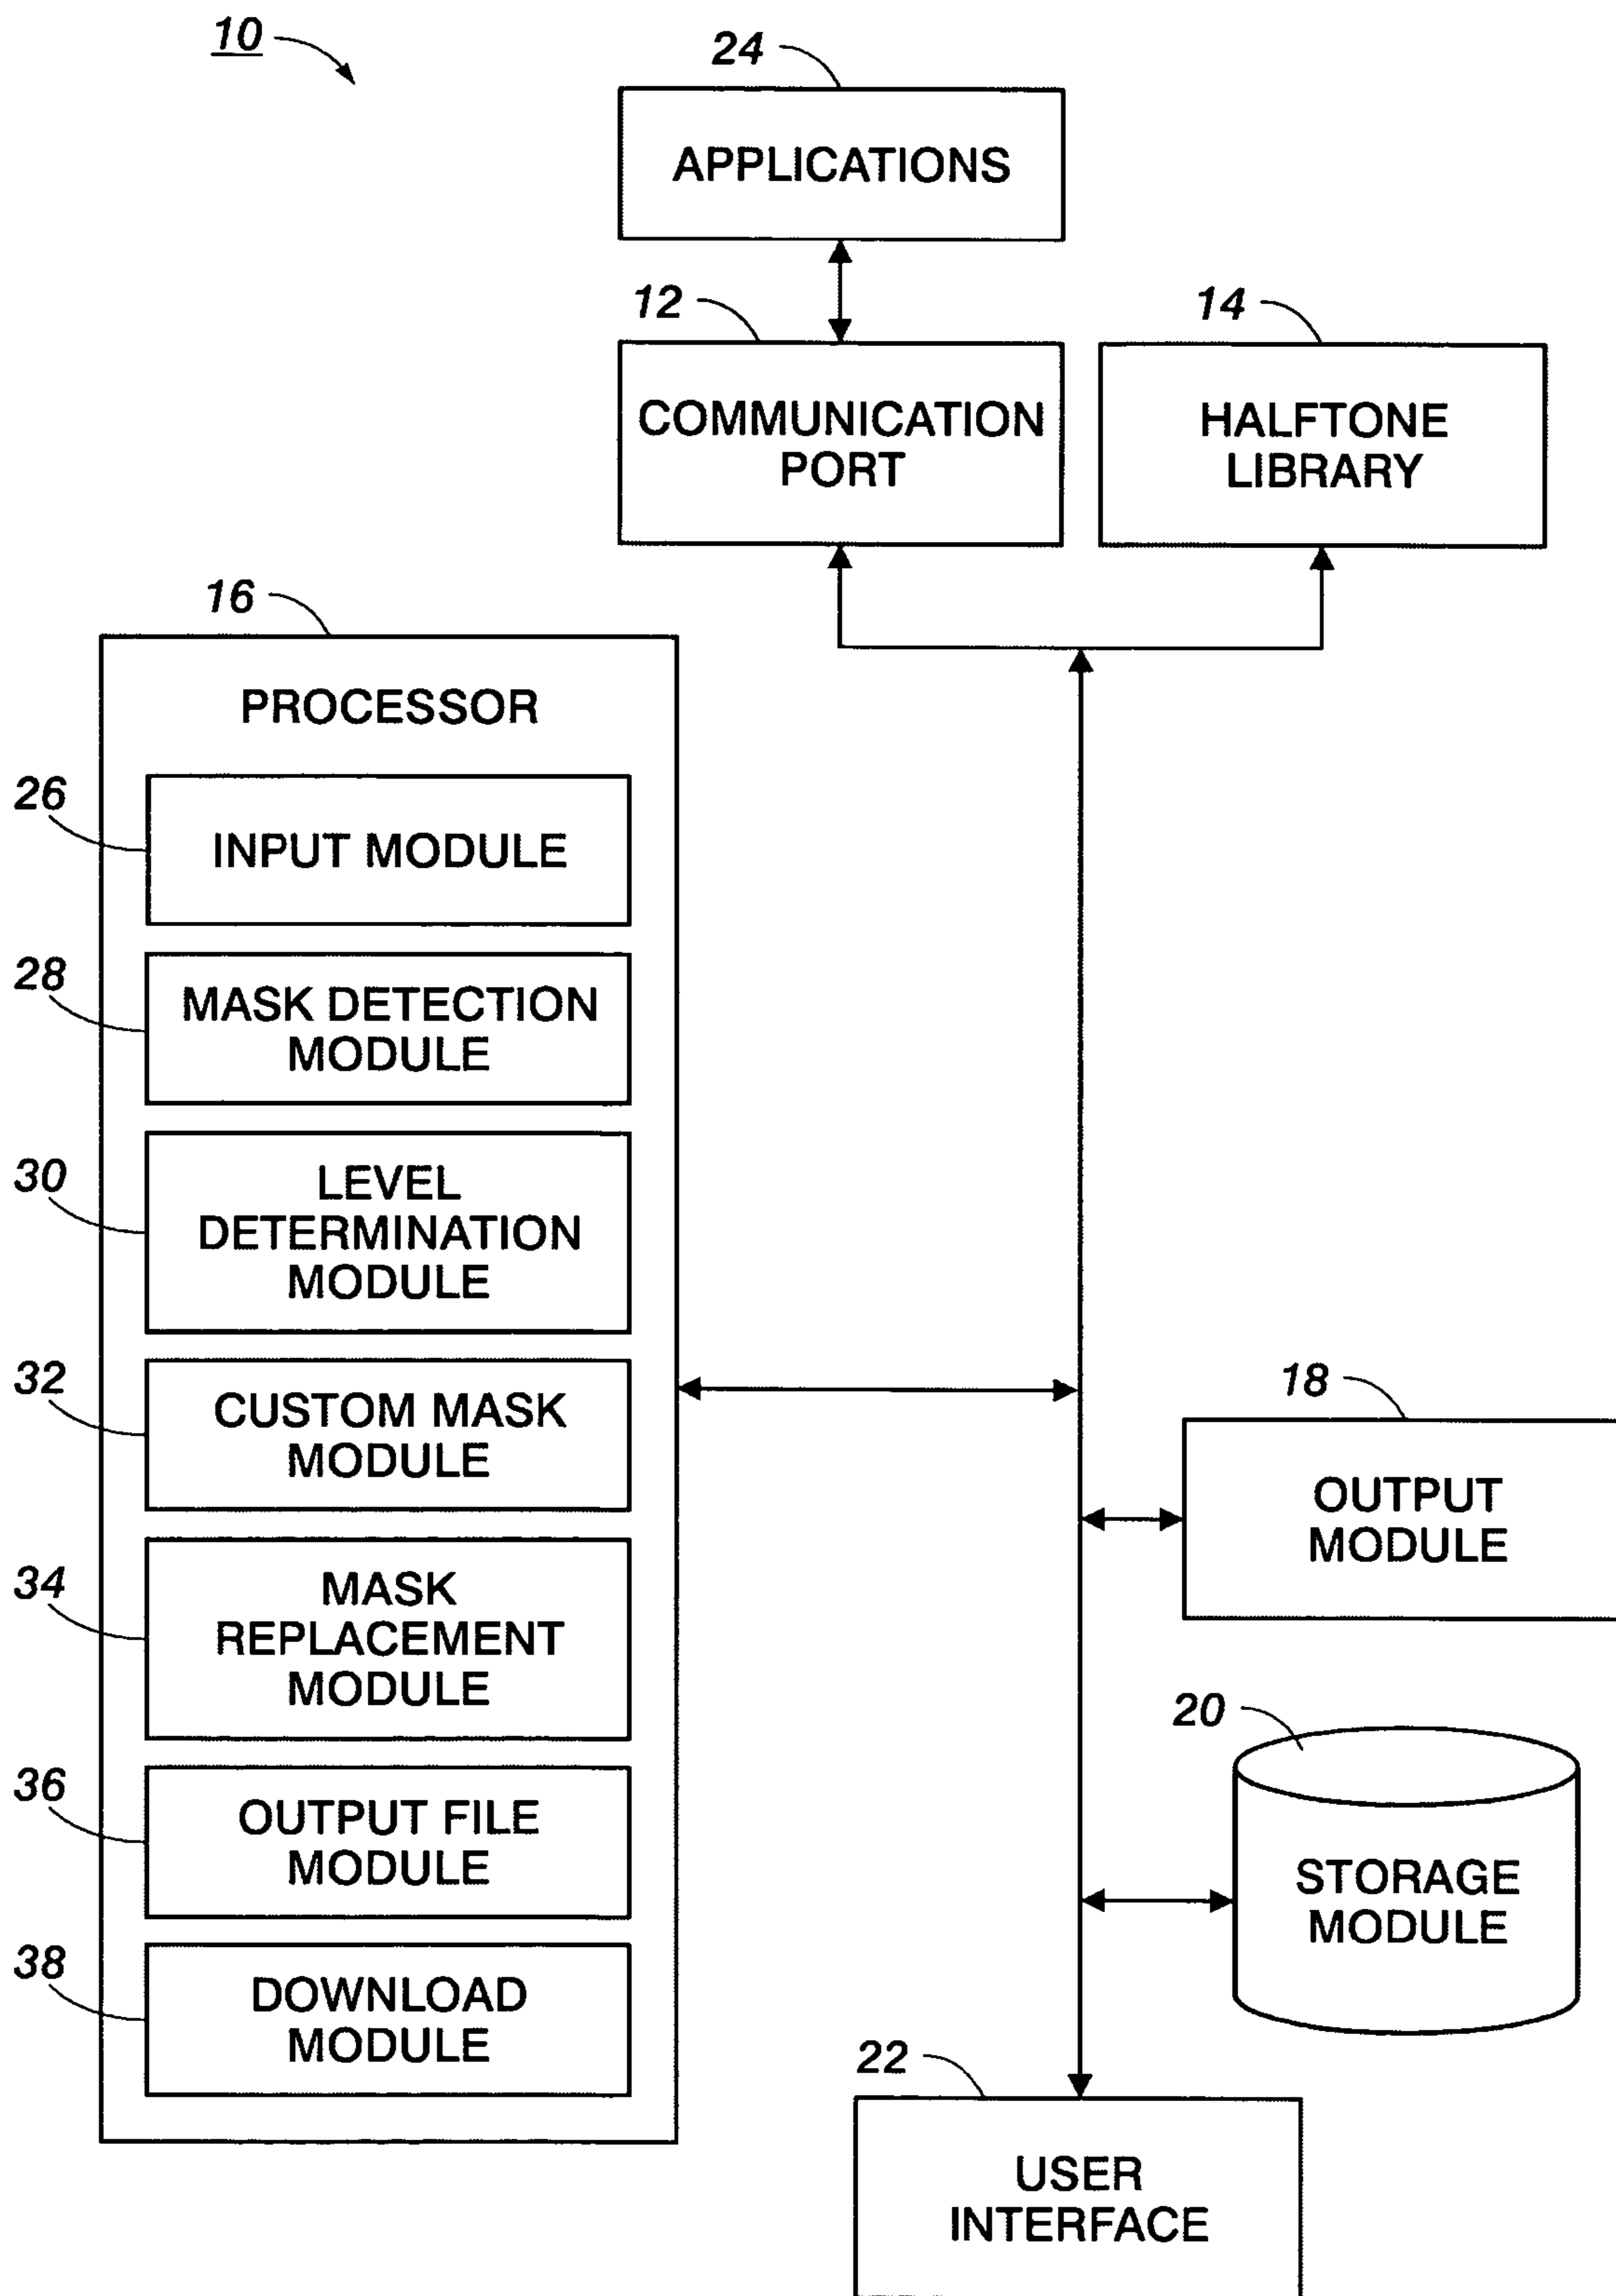 10
24
APPLICATIONS
12
COMMUNICATION
PORT
14
HALFTONE
LIBRARY
16
PROCESSOR
26
INPUT MODULE
28
MASK DETECTION
MODULE
30
LEVEL
DETERMINATION
MODULE
32
CUSTOM MASK
MODULE
34
MASK
REPLACEMENT
MODULE
36
OUTPUT FILE
MODULE
38
DOWNLOAD
MODULE
18
OUTPUT
MODULE
20
STORAGE
MODULE
22
USER
INTERFACE